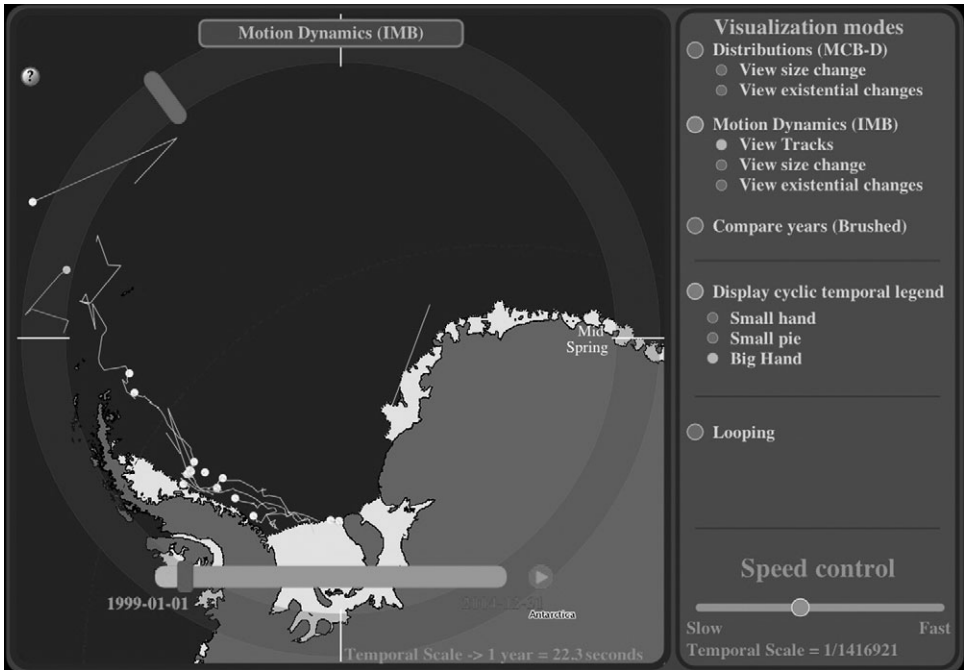 Motion Dynamics (IMB)
?
Mid
Spring
1999-01-01
Antarctica
Temporal Scale -> 1 year = 22.3 seconds
Visualization modes
Distributions (MCB-D)
View size change
View existential changes
Motion Dynamics (IMB)
View Tracks
View size change
View existential changes
Compare years (Brushed)
Display cyclic temporal legend
Small hand
Small pie
Big Hand
Looping
Speed control
Slow
Fast
Temporal Scale = 1/1416921